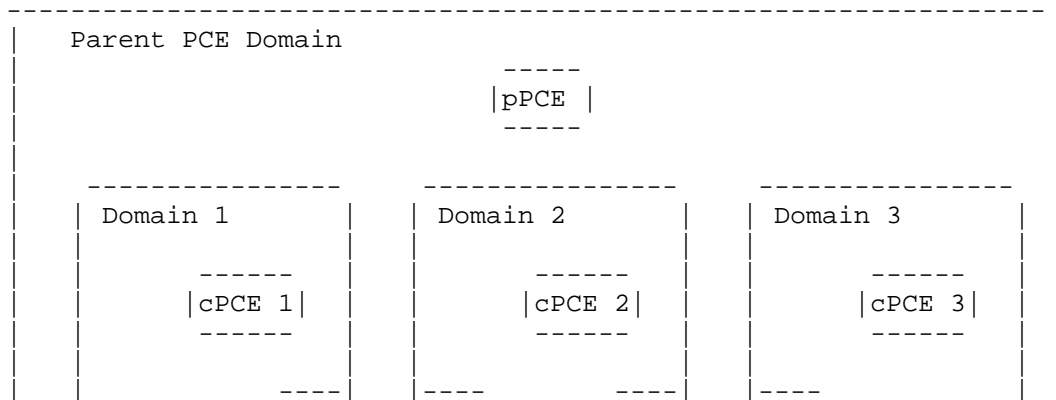 Parent PCE Domain
pPCE
Domain 1 Domain 2 Domain 3
cPCE 1 cPCE 2 cPCE 3